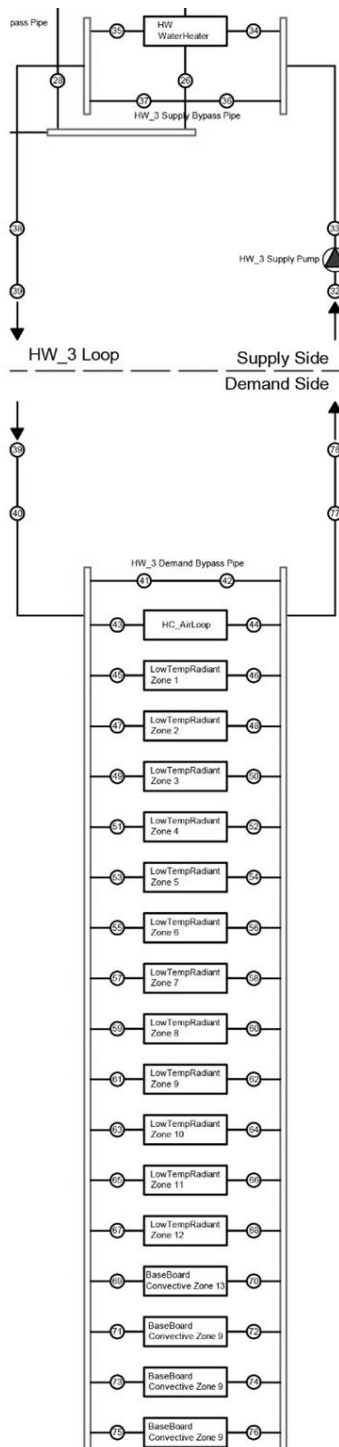 pass Pipe
35
HW
WaterHeater
34
28
26
37
36
HW_3 Supply Bypass Pipe
38
33
HW_3 Supply Pump
39
32
HW_3 Loop
Supply Side
Demand Side
39
78
40
77
HW_3 Demand Bypass Pipe
41
42
43
HC_AirLoop
44
45
LowTempRadiant
Zone 1
46
47
LowTempRadiant
Zone 2
48
49
LowTempRadiant
Zone 3
50
51
LowTempRadiant
Zone 4
52
53
LowTempRadiant
Zone 5
54
55
LowTempRadiant
Zone 6
56
57
LowTempRadiant
Zone 7
58
59
LowTempRadiant
Zone 8
60
61
LowTempRadiant
Zone 9
62
63
LowTempRadiant
Zone 10
64
65
LowTempRadiant
Zone 11
66
67
LowTempRadiant
Zone 12
68
69
BaseBoard
Convective Zone 13
70
71
BaseBoard
Convective Zone 9
72
73
BaseBoard
Convective Zone 9
74
75
BaseBoard
Convective Zone 9
76